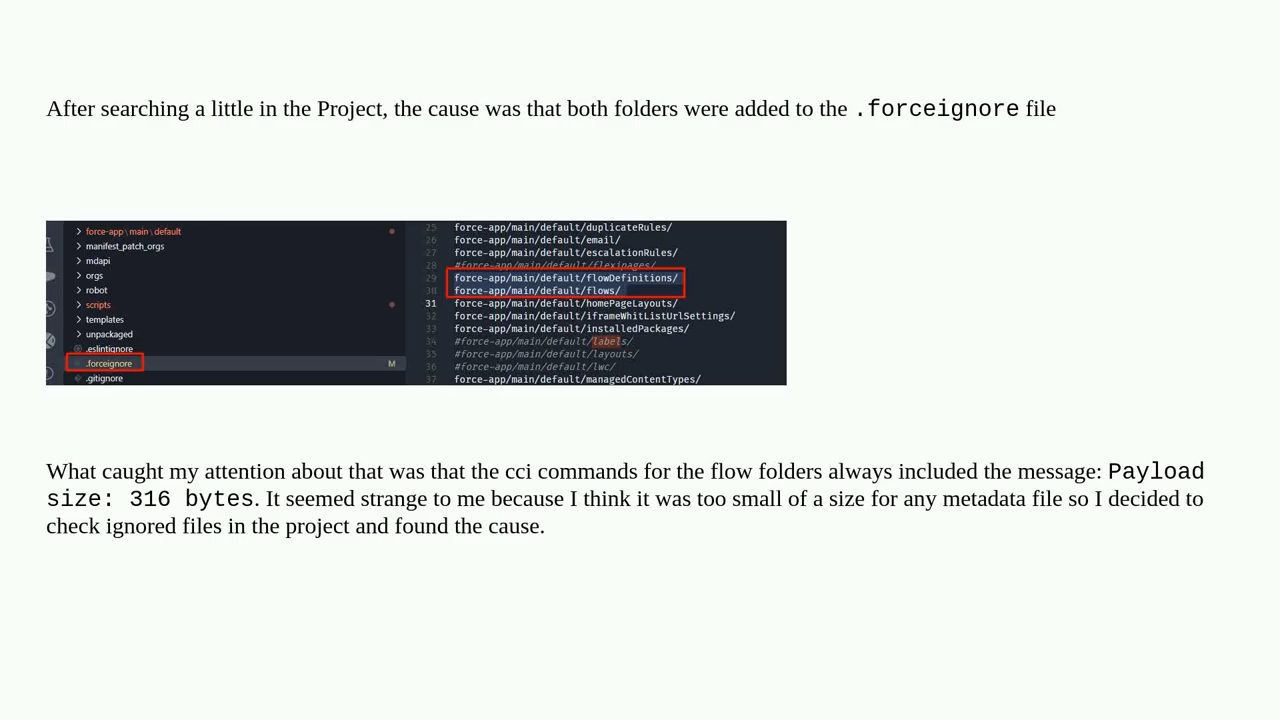 After searching a little in the Project, the cause was that both folders were added to the .forceignore file
force-app\main\default
manifest_patch_orgs
mdapi
orgs
robot
scripts
templates
unpackaged
.eslintignore
.forceignore M
.gitignore
25 force-app/main/default/duplicateRules/
26 force-app/main/default/email/
27 force-app/main/default/escalationRules/
28 #force-app/main/default/flexipages/
29 force-app/main/default/flowDefinitions/
30 force-app/main/default/flows/
31 force-app/main/default/homePageLayouts/
32 force-app/main/default/iframeWhitListUrlSettings/
33 force-app/main/default/installedPackages/
34 #force-app/main/default/labels/
35 #force-app/main/default/layouts/
36 #force-app/main/default/lwc/
37 force-app/main/default/managedContentTypes/
What caught my attention about that was that the cci commands for the flow folders always included the message: Payload
size: 316 bytes. It seemed strange to me because I think it was too small of a size for any metadata file so I decided to
check ignored files in the project and found the cause.